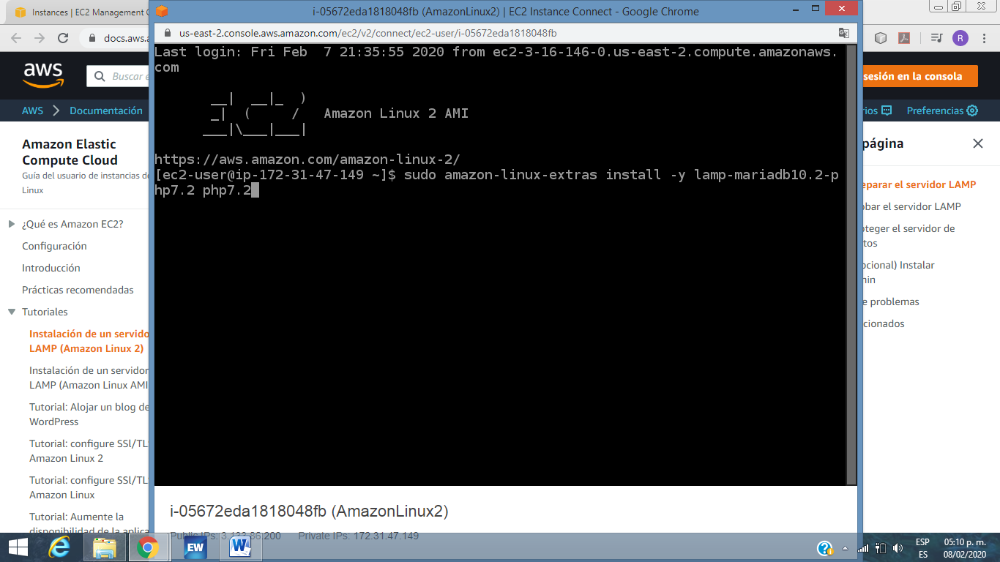 Instances | EC2 Management C
i-05672eda1818048fb (AmazonLinux2) | EC2 Instance Connect - Google Chrome
us-east-2.console.aws.amazon.com/ec2/v2/connect/ec2-user/i-05672eda1818048fb
docs.aws.a
R
aws
Buscar e
sesión en la consola
AWS
Documentación
rios
Preferencias
Amazon Elastic
Compute Cloud
Guía del usuario de instancias de
Linux
¿Qué es Amazon EC2?
Configuración
Introducción
Prácticas recomendadas
Tutoriales
Instalación de un servido
LAMP (Amazon Linux 2)
Instalación de un servidor
LAMP (Amazon Linux AMI
Tutorial: Alojar un blog de
WordPress
Tutorial: configure SSl/TL
Amazon Linux 2
Tutorial: configure SSl/TL
Amazon Linux
Tutorial: Aumente la
disponibilidad de la aplica
Last login: Fri Feb  7 21:35:55 2020 from ec2-3-16-146-0.us-east-2.compute.amazonaws.
com
       __|  __|_  )
       _|  (     /   Amazon Linux 2 AMI
      ___|\___|___|
https://aws.amazon.com/amazon-linux-2/
[ec2-user@ip-172-31-47-149 ~]$ sudo amazon-linux-extras install -y lamp-mariadb10.2-p
hp7.2 php7.2
i-05672eda1818048fb (AmazonLinux2)
Private IPs: 172.31.47.149
página
eparar el servidor LAMP
bar el servidor LAMP
teger el servidor de
tos
cional) Instalar
in
e problemas
cionados
EW
W
ESP
ES
05:10 p. m.
08/02/2020